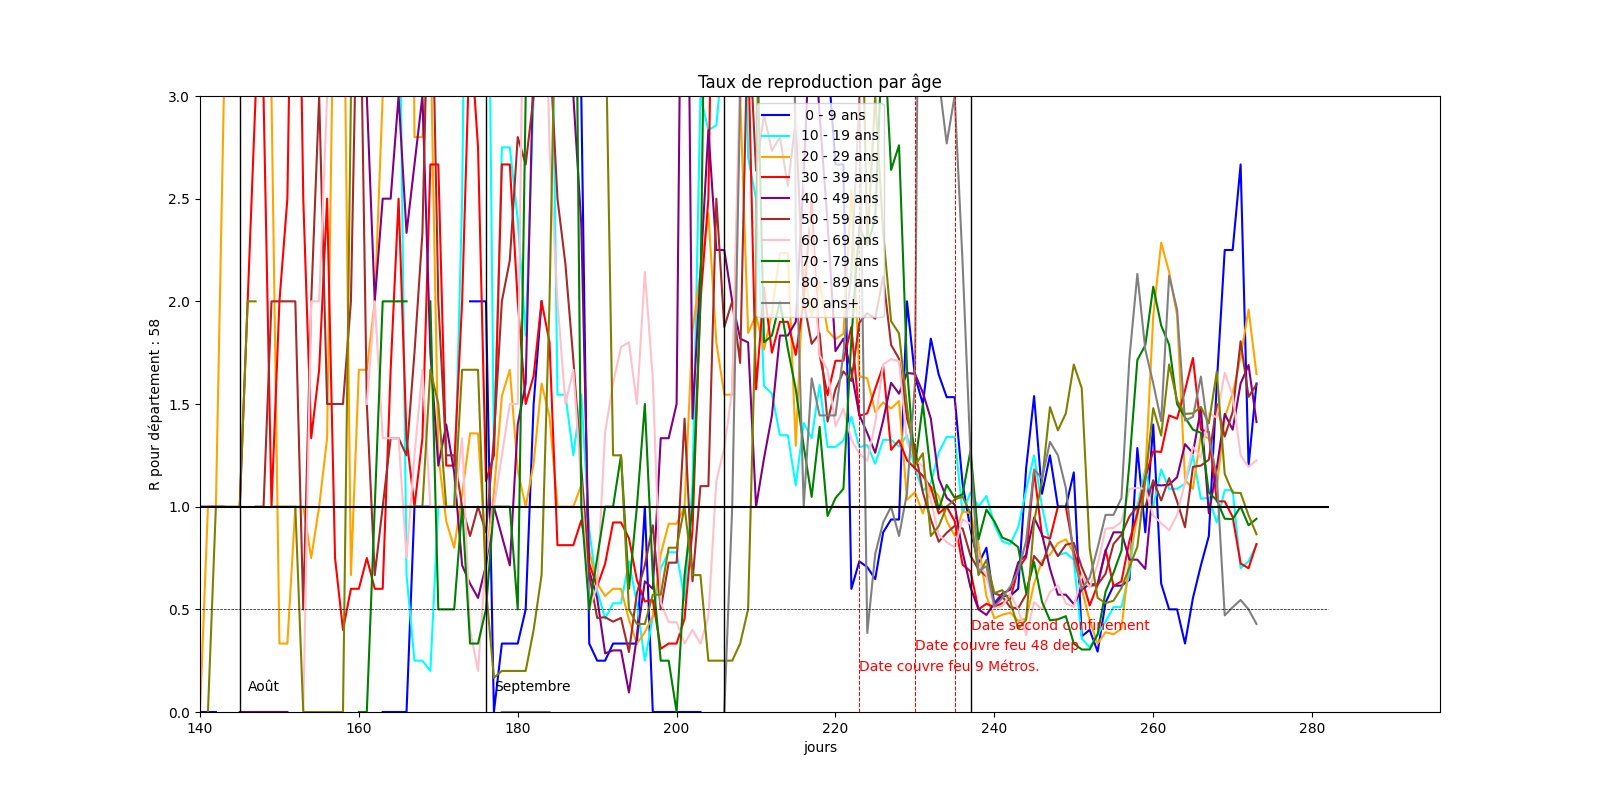 Taux de reproduction par âge
3.0
2.5
2.0
1.5
1.0
0.5
0.0
R pour département : 58
0 - 9 ans
10 - 19 ans
20 - 29 ans
30 - 39 ans
40 - 49 ans
50 - 59 ans
60 - 69 ans
70 - 79 ans
80 - 89 ans
90 ans+
Date second confinement
Date couvre feu 48 dep.
Date couvre feu 9 Métros.
Août
Septembre
140 160 180 200 220 240 260 280
jours